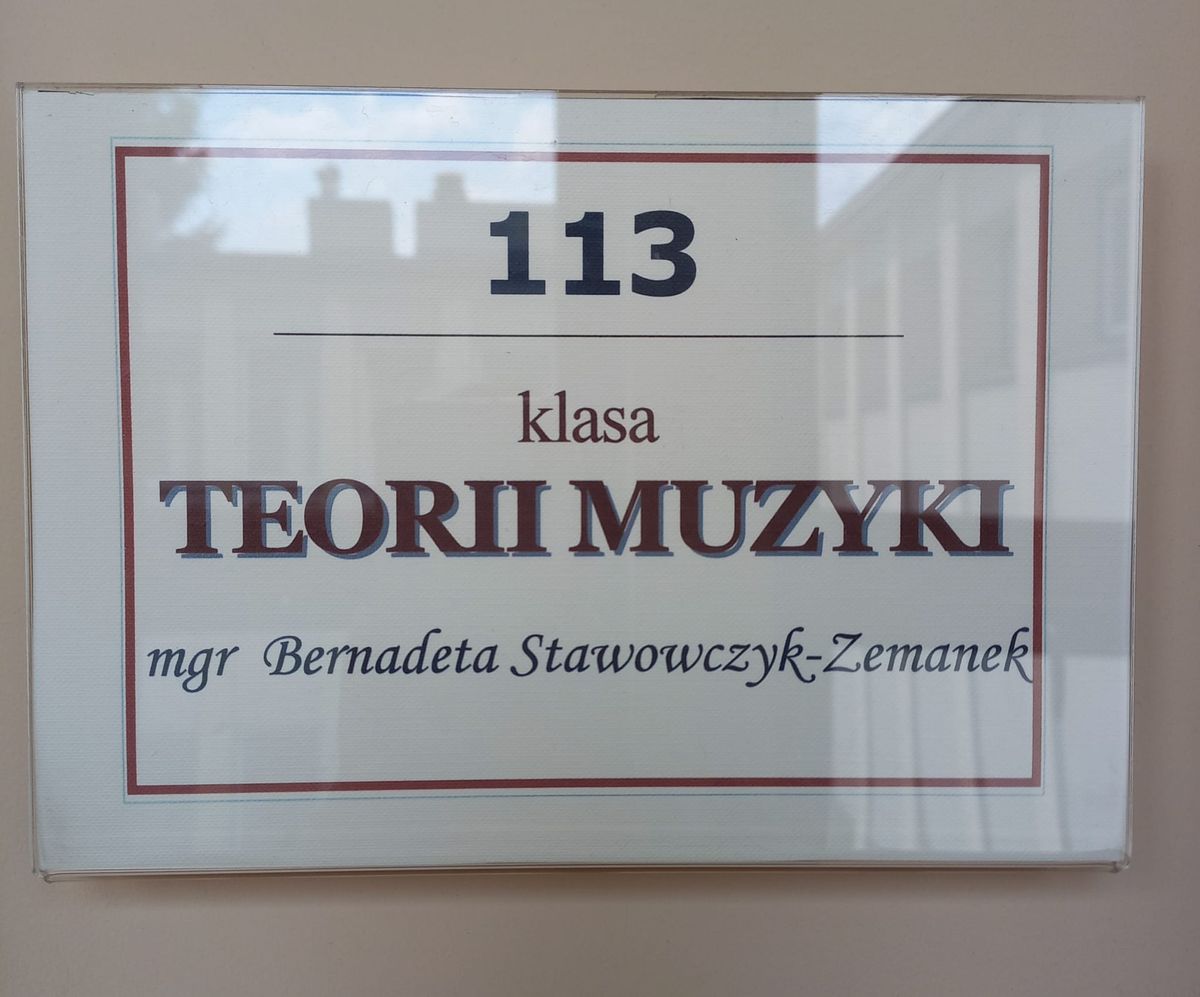 113
klasa
TEORII MUZYKI
mgr Bernadeta Stawowczyk-Zemanek